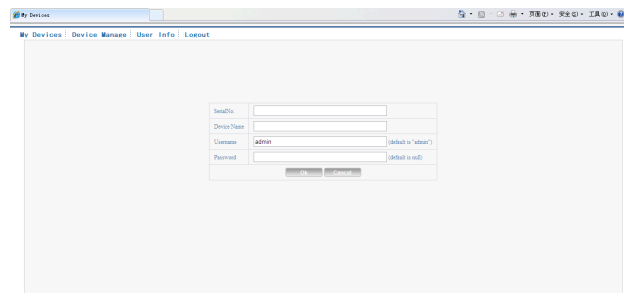 My Devices
页面(P) 安全(S) 工具(O)
My Devices Device Manage User Info Logout
SerialNo
Device Name
Username admin (default is "admin")
Password (default is null)
Ok Cancel